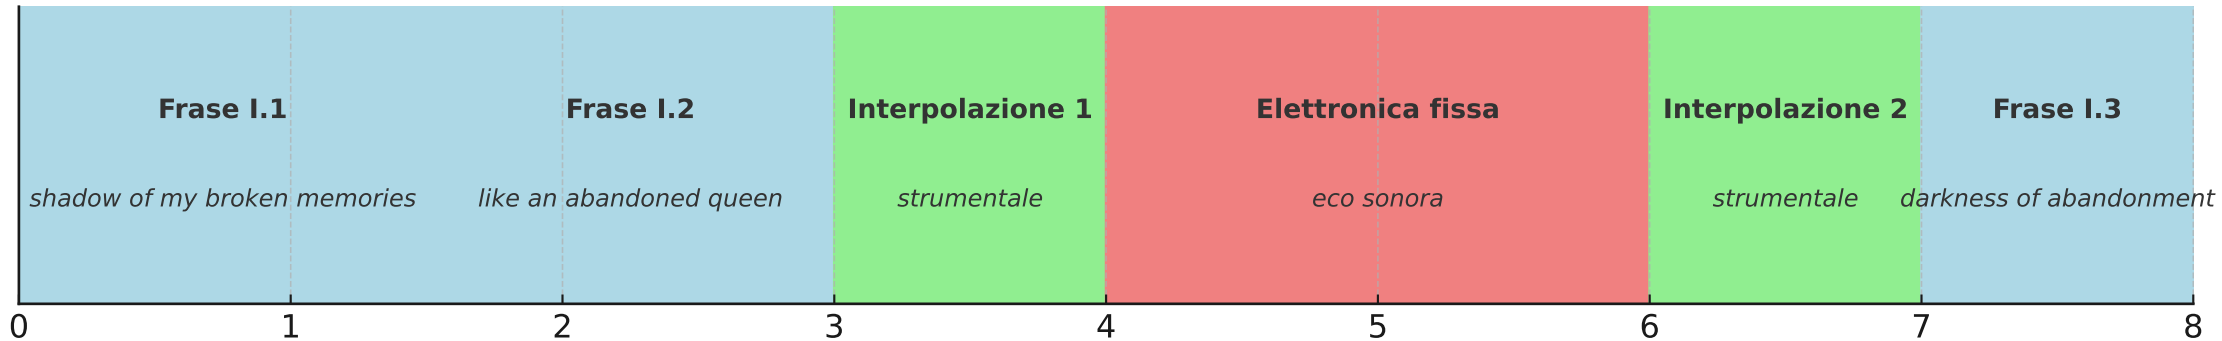 Frase I.1
Frase I.2
Interpolazione 1
Elettronica fissa
Interpolazione 2
Frase I.3
shadow of my broken memories
like an abandoned queen
strumentale
eco sonora
strumentale
darkness of abandonment
0 1 2 3 4 5 6 7 8